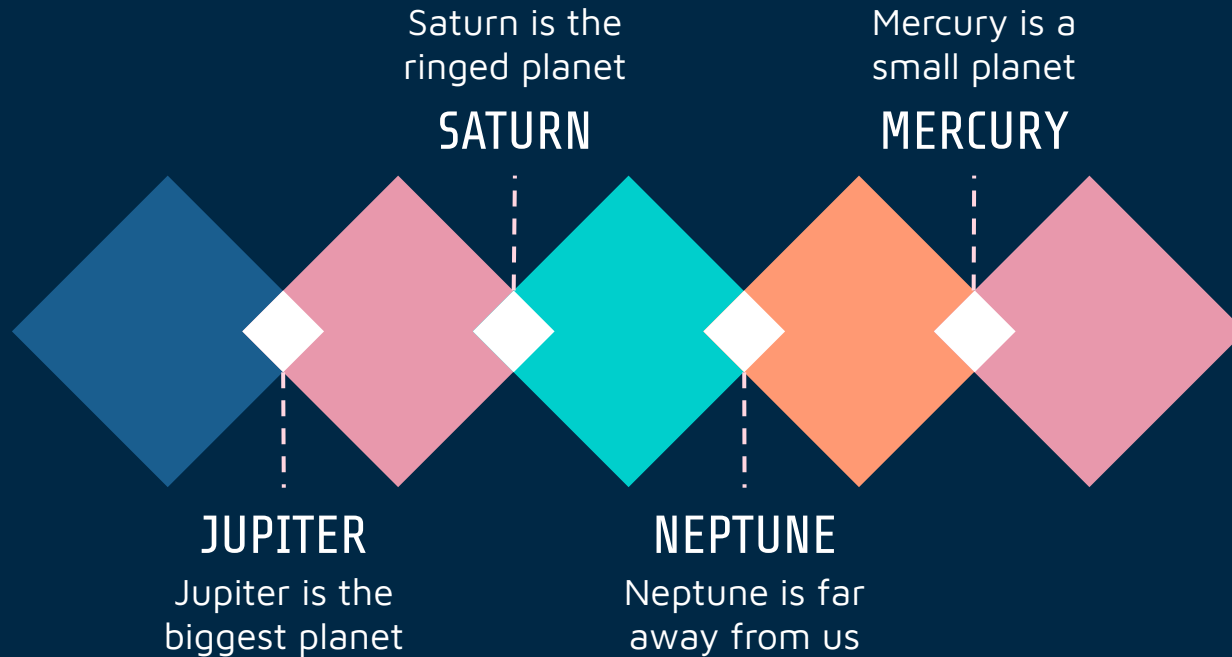 Saturn is the
ringed planet
SATURN
Mercury is a
small planet
MERCURY
JUPITER
Jupiter is the
biggest planet
NEPTUNE
Neptune is far
away from us